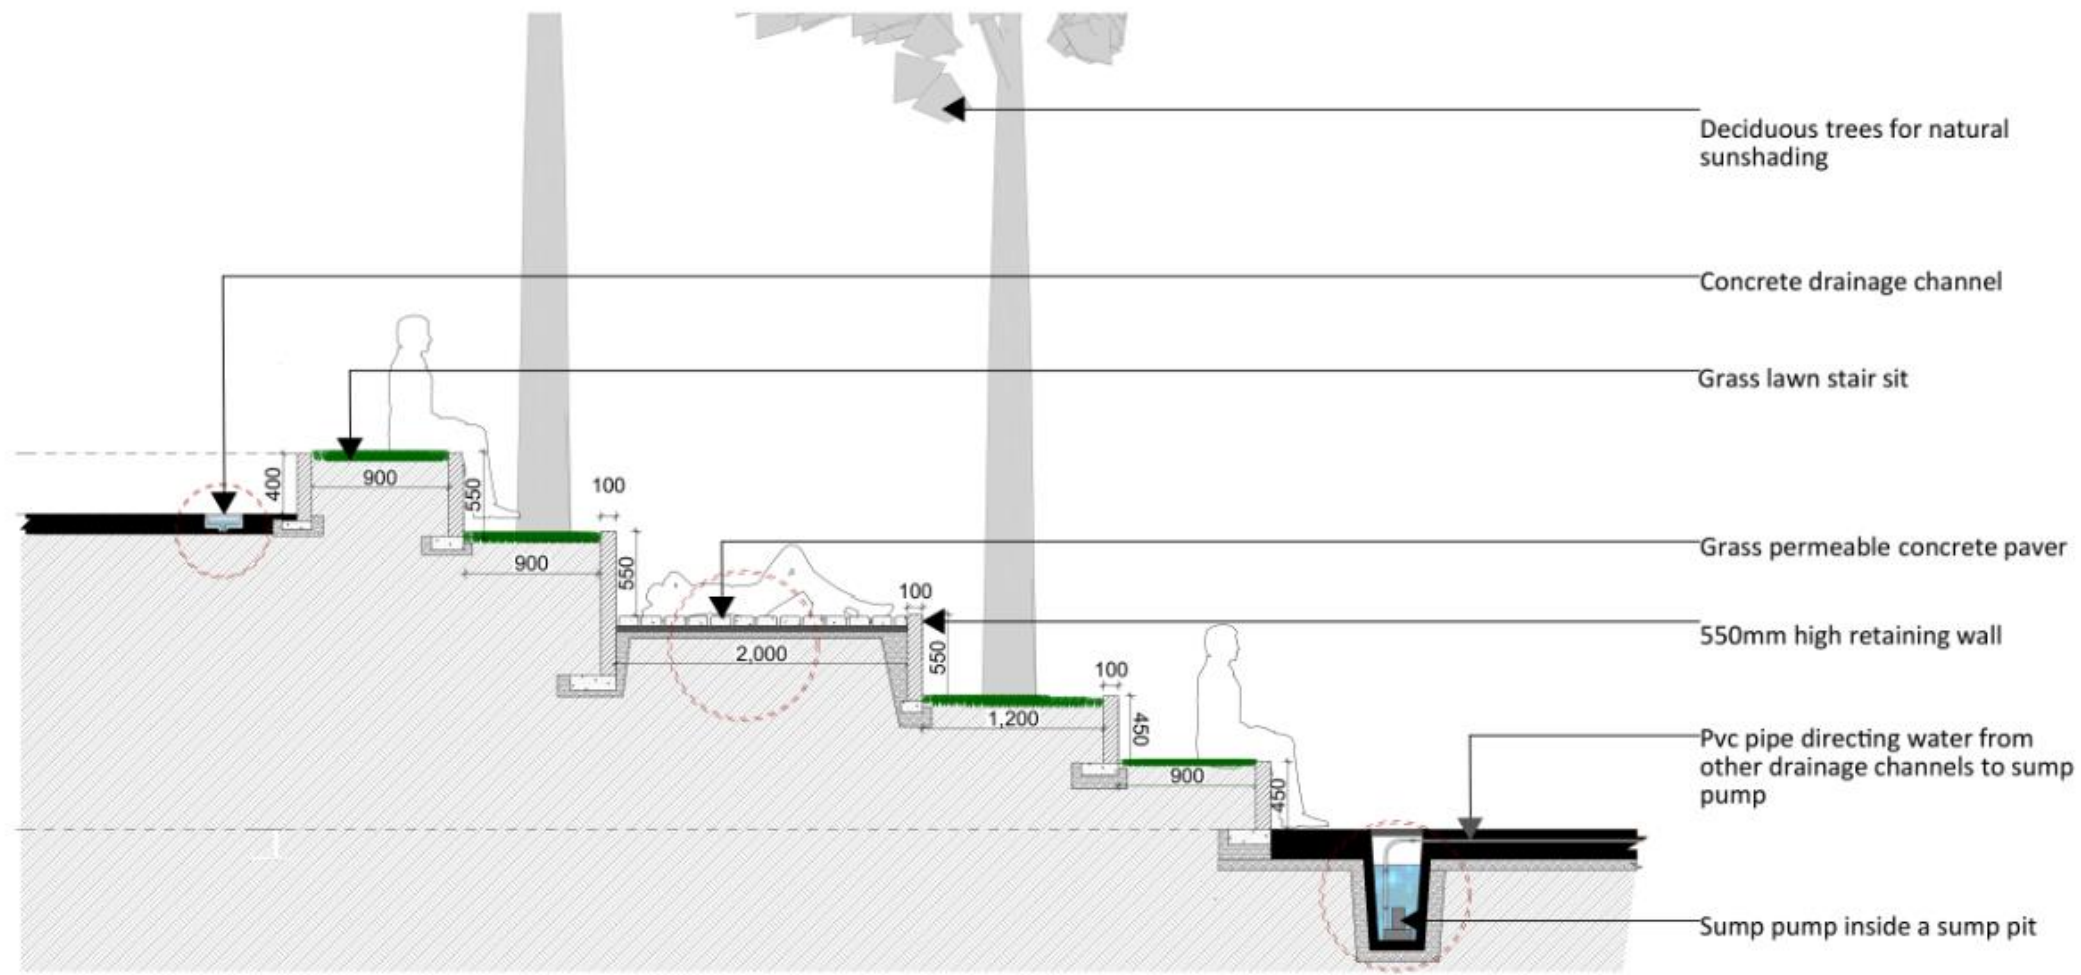 Deciduous trees for natural
sunshading
Concrete drainage channel
Grass lawn stair sit
400
900
550
100
Grass permeable concrete paver
900
550
100
550mm high retaining wall
2,000
550
100
1,200
450
Pvc pipe directing water from
other drainage channels to sump
pump
900
450
Sump pump inside a sump pit